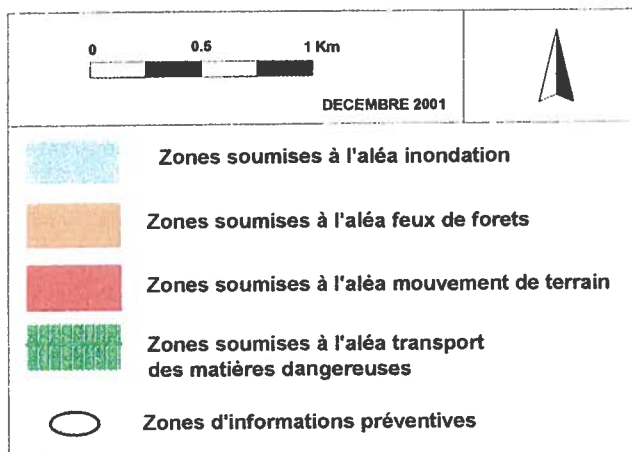 0 0.5 1 Km
DECEMBRE 2001
Zones soumises à l'aléa inondation
Zones soumises à l'aléa feux de forets
Zones soumises à l'aléa mouvement de terrain
Zones soumises à l'aléa transport
des matières dangereuses
Zones d'informations préventives